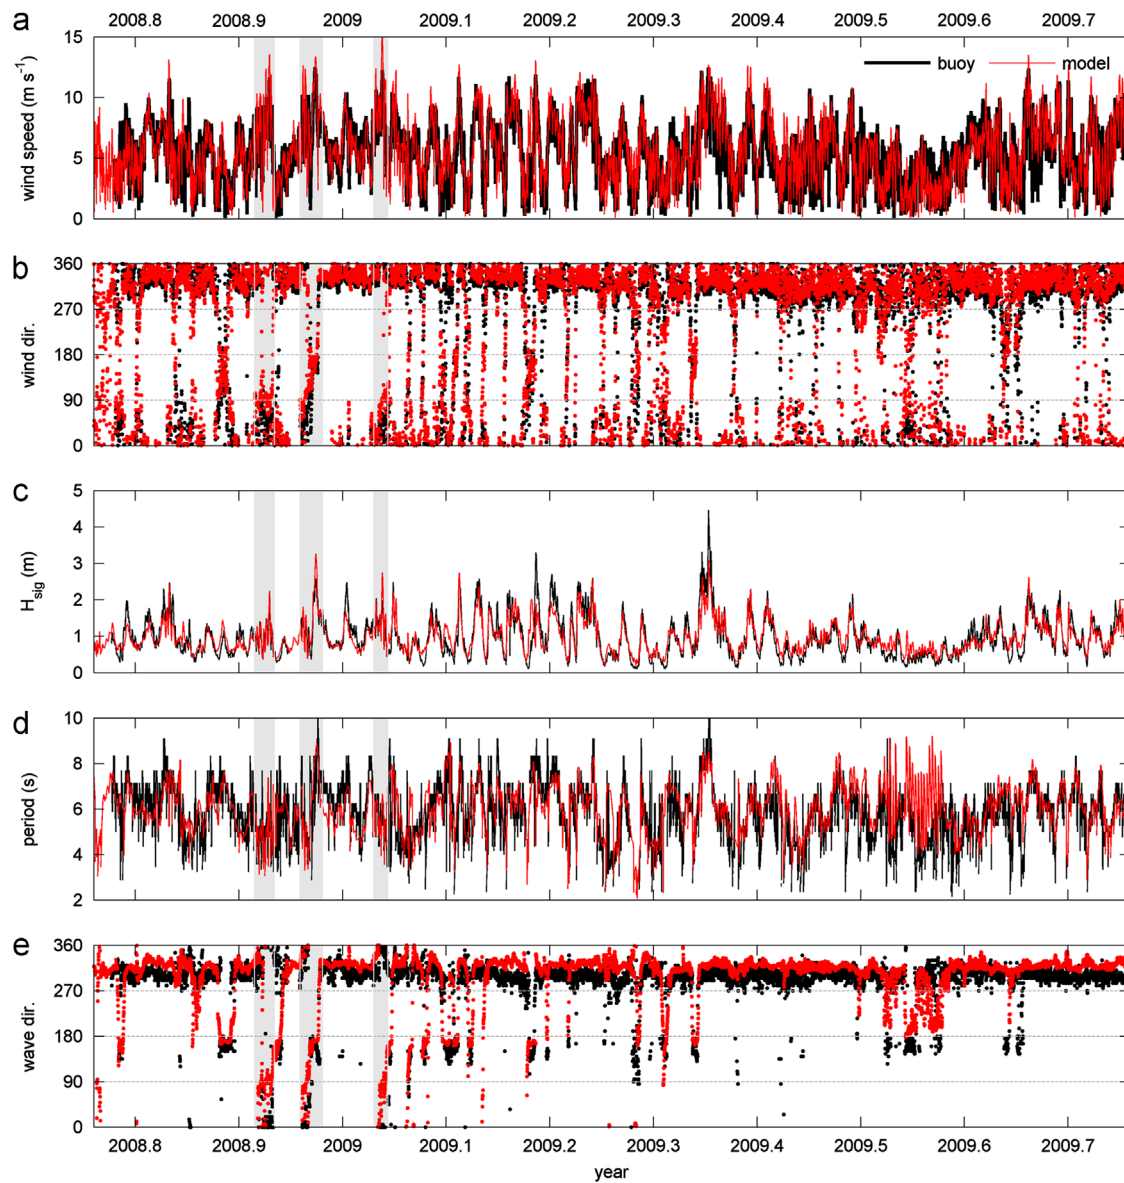 a
2008.8 2008.9 2009 2009.1 2009.2 2009.3 2009.4 2009.5 2009.6 2009.7
wind speed (m s⁻¹)
15
10
5
0
buoy model
b
wind dir.
360
270
180
90
0
c
H_sig (m)
5
4
3
2
1
0
d
period (s)
10
8
6
4
2
e
wave dir.
360
270
180
90
0
2008.8 2008.9 2009 2009.1 2009.2 2009.3 2009.4 2009.5 2009.6 2009.7
year